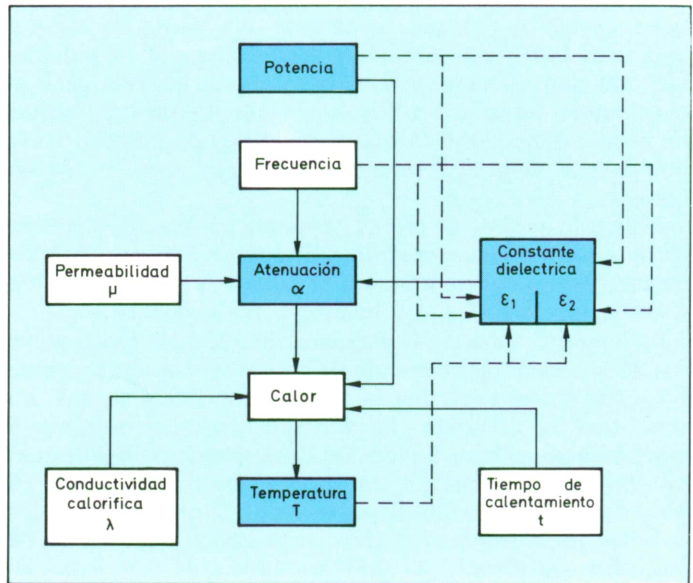 Potencia
Frecuencia
Permeabilidad
μ
Atenuación
α
Constante
dielectrica
ε₁ ε₂
Calor
Conductividad
calorifica
λ
Temperatura
T
Tiempo de
calentamiento
t